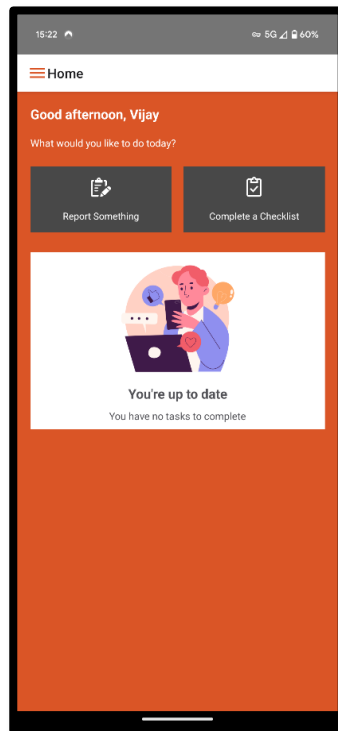 15:22 5G 60%
Home
Good afternoon, Vijay
What would you like to do today?
Report Something
Complete a Checklist
You're up to date
You have no tasks to complete